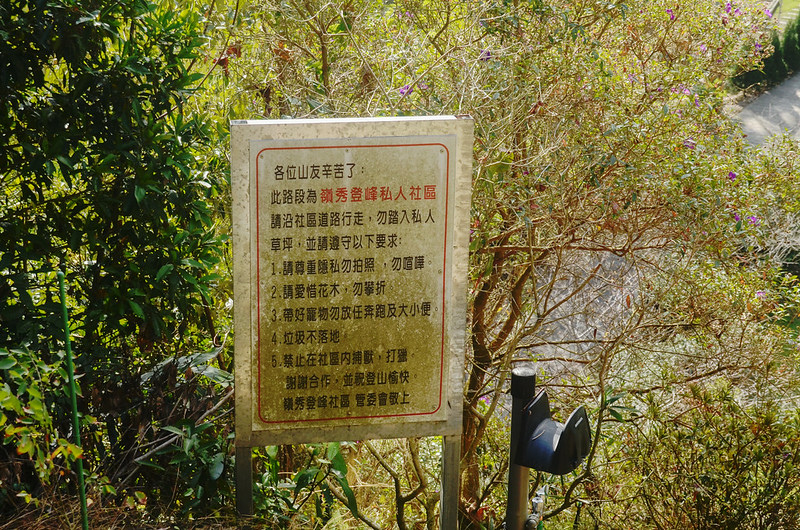 各位山友辛苦了：
此路段為嶺秀登峰私人社區
請沿社區道路行走，勿踏入私人
草坪，並請遵守以下要求：
1.請尊重隱私勿拍照，勿喧嘩。
2.請愛惜花木，勿攀折。
3.帶好寵物勿放任奔跑及大小便。
4.垃圾不落地
5.禁止在社區內捕獸，打獵
謝謝合作，並祝登山愉快
嶺秀登峰社區 管委會敬上